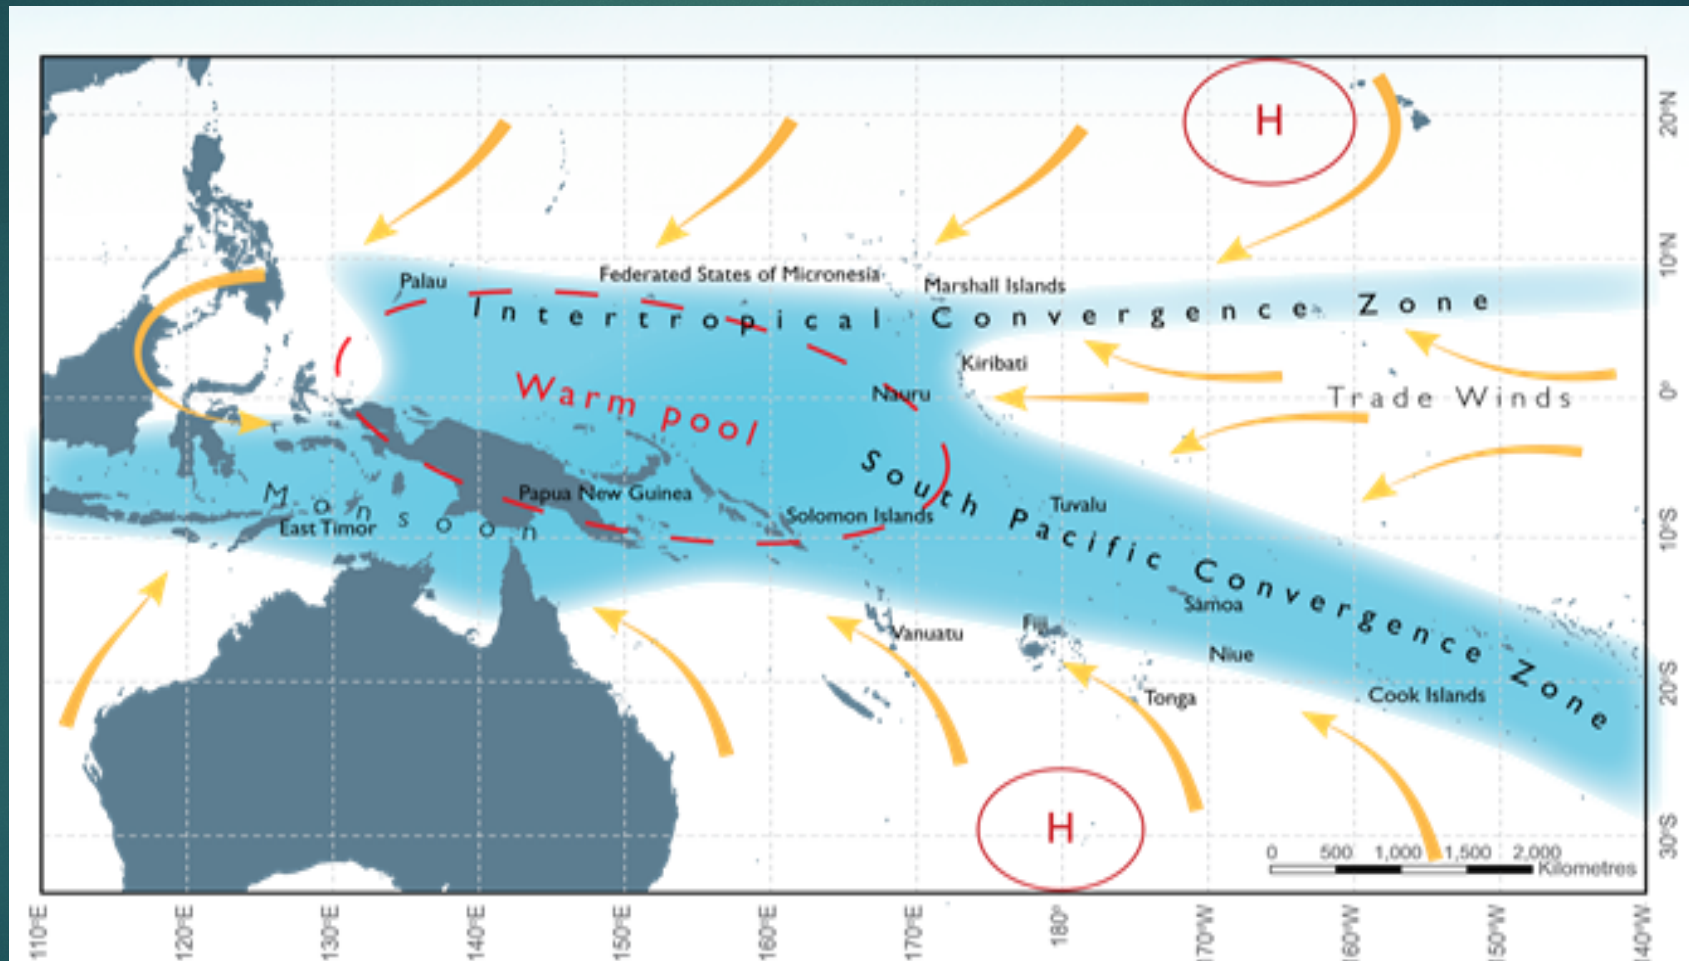 H
20°N
10°N
Palau
Federated States of Micronesia
Marshall Islands
Intertropical Convergence Zone
Kiribati
Warm pool
Nauru
Trade Winds
0°
South Pacific Convergence Zone
Monsoon
Papua New Guinea
East Timor
Solomon Islands
Tuvalu
10°S
Samoa
Fiji
Vanuatu
Niue
Tonga
Cook Islands
20°S
H
30°S
0 500 1,000 1,500 2,000
Kilometres
110°E 120°E 130°E 140°E 150°E 160°E 170°E 180° 170°W 160°W 150°W 140°W